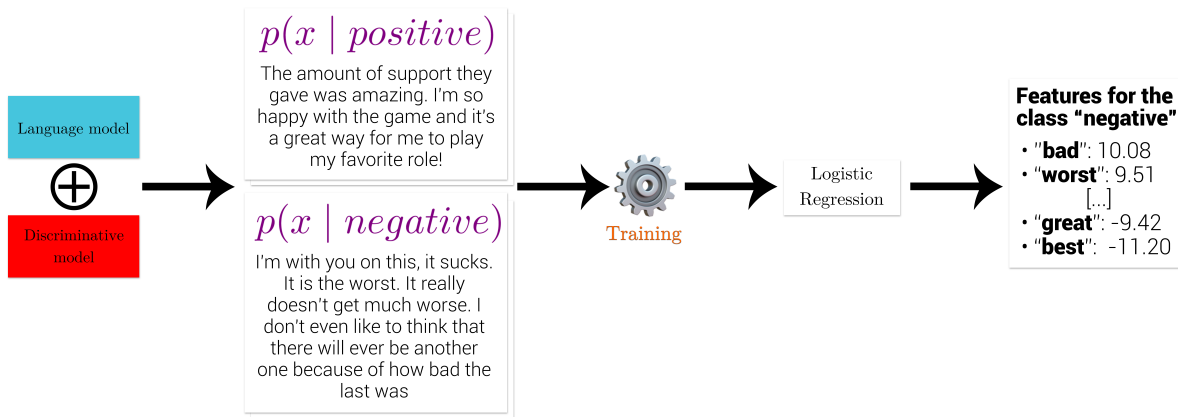 Language model
Discriminative
model
p(x | positive)
The amount of support they
gave was amazing. I'm so
happy with the game and it's
a great way for me to play
my favorite role!
p(x | negative)
I'm with you on this, it sucks.
It is the worst. It really
doesn't get much worse. I
don't even like to think that
there will ever be another
one because of how bad the
last was
Training
Logistic
Regression
Features for the
class “negative”
• "bad": 10.08
• “worst”: 9.51
[...]
• “great”: -9.42
• “best”: -11.20